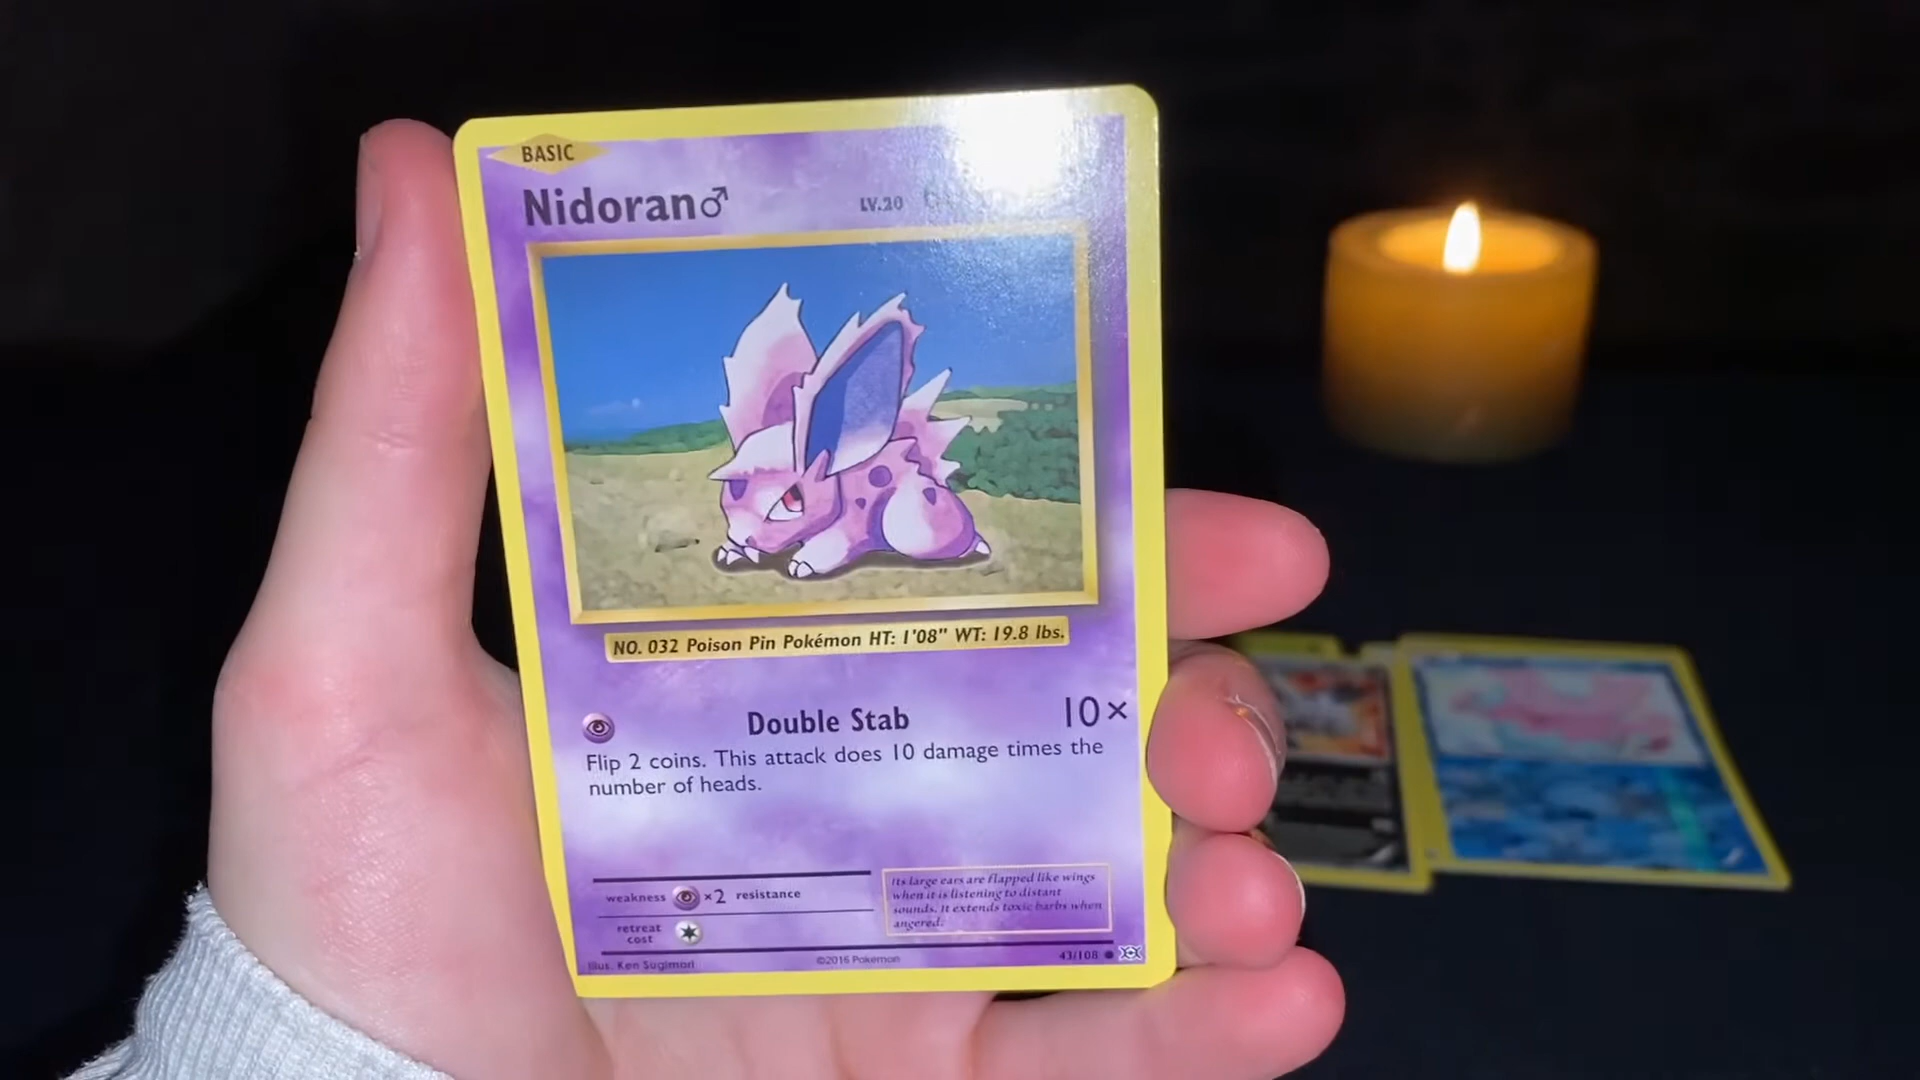 BASIC
Nidoran♂ LV.20
NO. 032 Poison Pin Pokémon HT: 1'08" WT: 19.8 lbs.
Double Stab 10×
Flip 2 coins. This attack does 10 damage times the
number of heads.
weakness ×2 resistance
retreat
cost
Its large ears are flapped like wings
when it is listening to distant
sounds. It extends toxic barbs when
angered.
Illus. Ken Sugimori ©2016 Pokémon 43/108